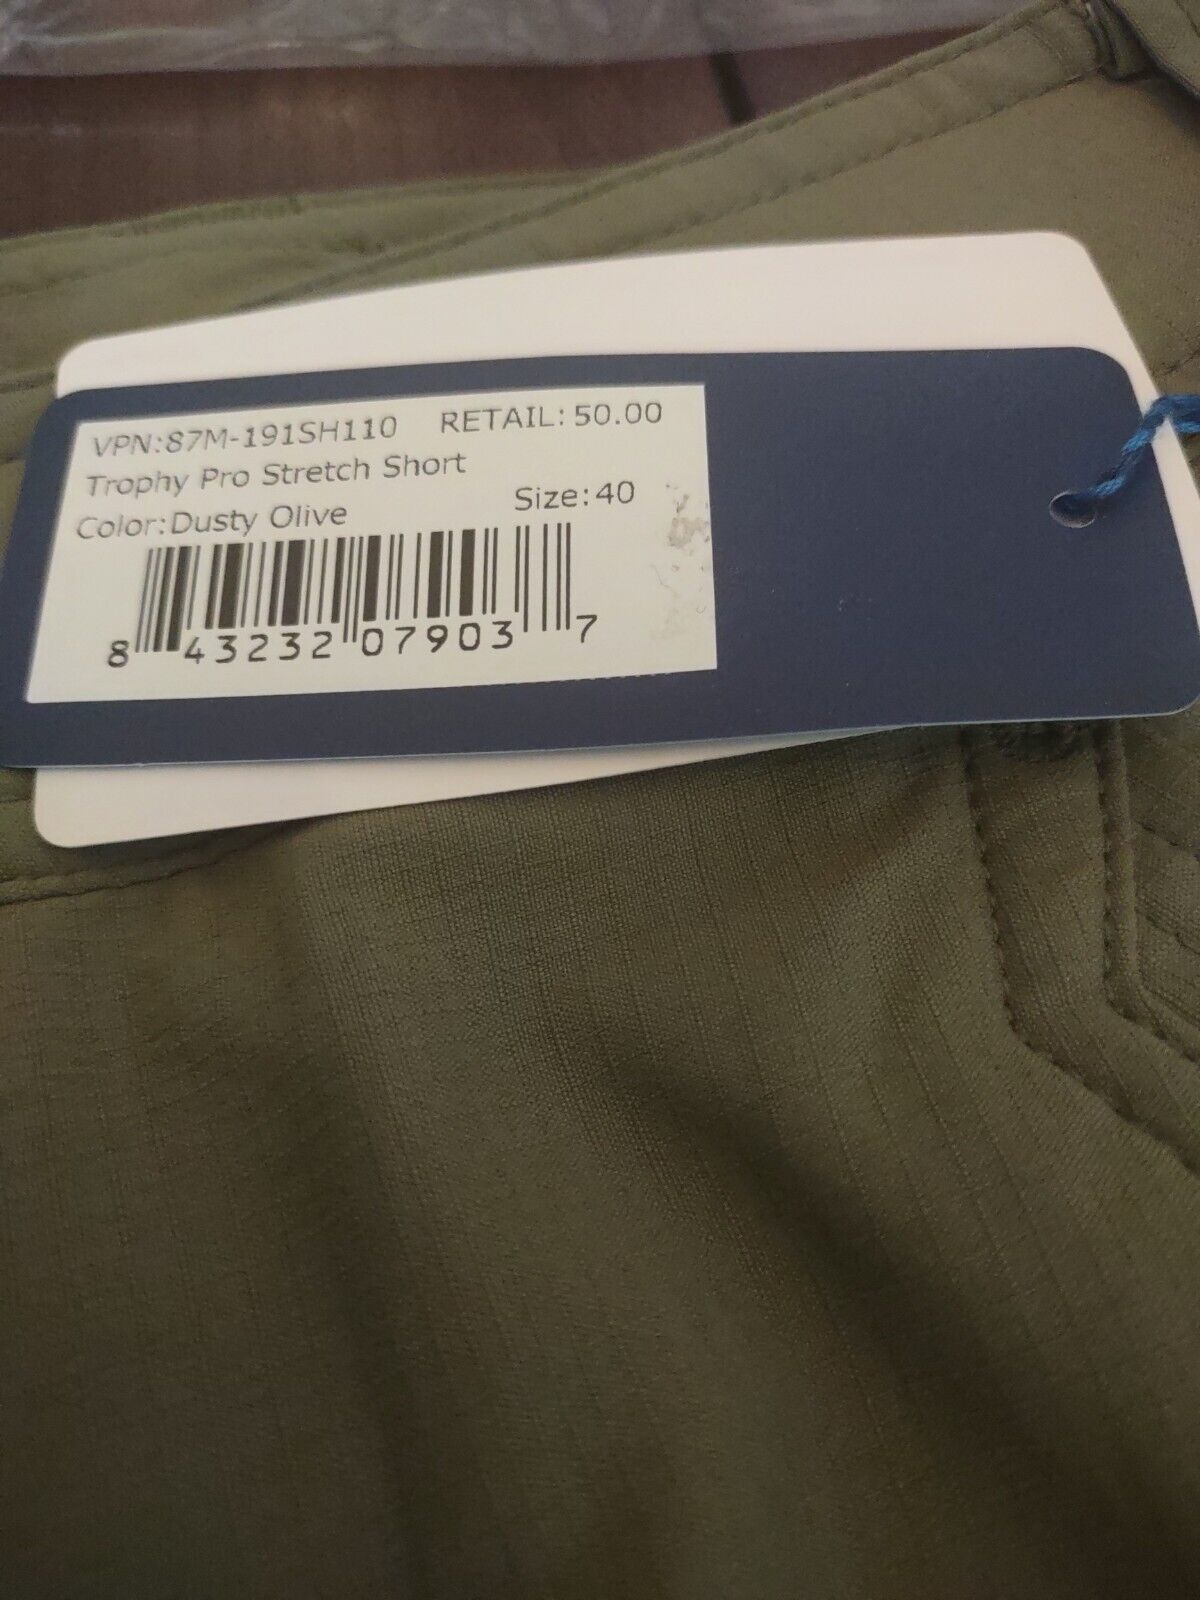 VPN:87M-191SH110 RETAIL: 50.00
Trophy Pro Stretch Short
Color:Dusty Olive Size:40
8 43232 07903 7